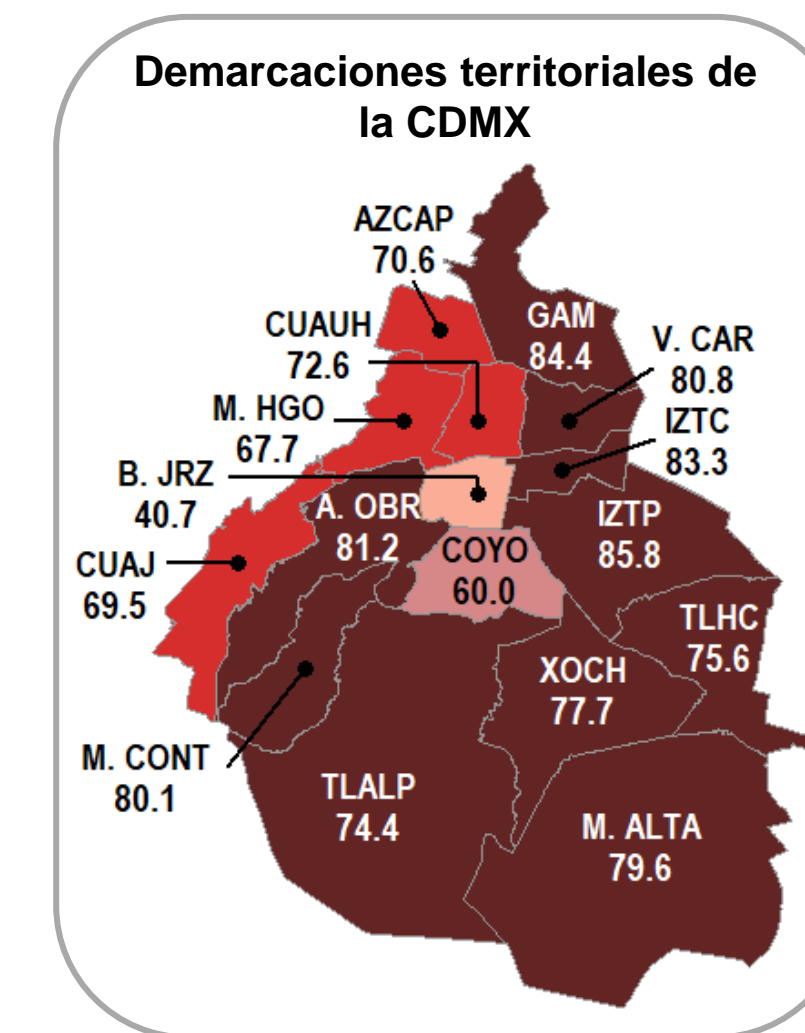 Demarcaciones territoriales de
la CDMX
AZCAP
70.6
GAM
84.4
CUAUH
72.6
V. CAR
80.8
M. HGO
67.7
IZTC
83.3
B. JRZ
40.7
A. OBR
81.2
IZTP
85.8
COYO
60.0
CUAJ
69.5
TLHC
75.6
XOCH
77.7
M. CONT
80.1
TLALP
74.4
M. ALTA
79.6